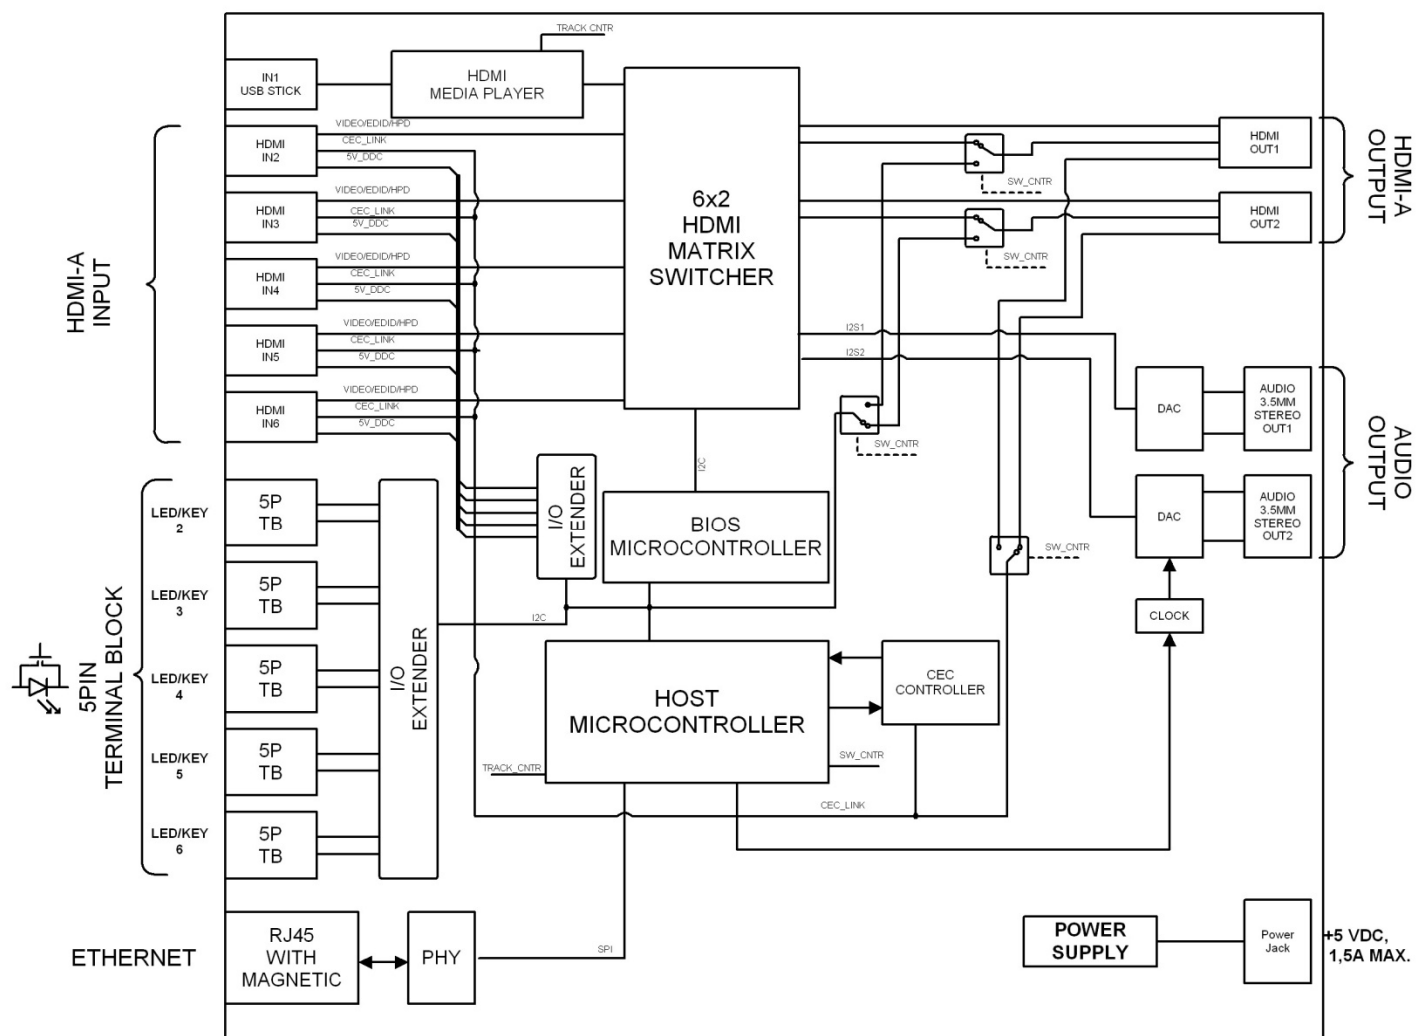 TRACK CNTR
IN1
USB STICK
HDMI
MEDIA PLAYER
HDMI-A
INPUT
HDMI
IN2
VIDEO/EDID/HPD
CEC_LINK
5V_DDC
HDMI
IN3
VIDEO/EDID/HPD
CEC_LINK
5V_DDC
HDMI
IN4
VIDEO/EDID/HPD
CEC_LINK
5V_DDC
HDMI
IN5
VIDEO/EDID/HPD
CEC_LINK
5V_DDC
HDMI
IN6
VIDEO/EDID/HPD
CEC_LINK
5V_DDC
6x2
HDMI
MATRIX
SWITCHER
SW_CNTR
SW_CNTR
HDMI
OUT1
HDMI
OUT2
HDMI-A
OUTPUT
I2S1
I2S2
SW_CNTR
I2C
DAC
AUDIO
3.5MM
STEREO
OUT1
DAC
AUDIO
3.5MM
STEREO
OUT2
AUDIO
OUTPUT
SW_CNTR
CLOCK
5PIN
TERMINAL BLOCK
LED/KEY
2
5P
TB
LED/KEY
3
5P
TB
LED/KEY
4
5P
TB
LED/KEY
5
5P
TB
LED/KEY
6
5P
TB
I/O
EXTENDER
I/O
EXTENDER
BIOS
MICROCONTROLLER
I2C
HOST
MICROCONTROLLER
CEC
CONTROLLER
TRACK_CNTR
SW_CNTR
CEC_LINK
ETHERNET
RJ45
WITH
MAGNETIC
PHY
SPI
POWER
SUPPLY
Power
Jack
+5 VDC,
1,5A MAX.